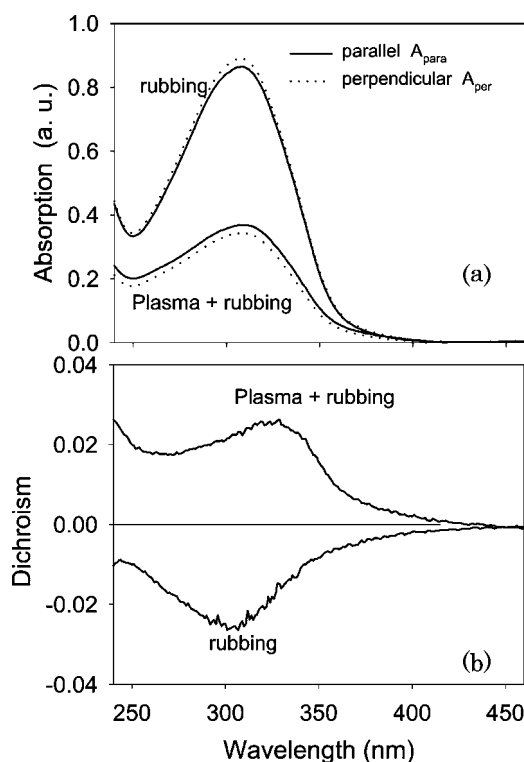 1.0
0.8
0.6
0.4
0.2
0.0
Absorption (a. u.)
parallel A_para
perpendicular A_per
rubbing
Plasma + rubbing
(a)
0.04
0.02
0.00
-0.02
-0.04
Dichroism
Plasma + rubbing
rubbing
(b)
250 300 350 400 450
Wavelength (nm)